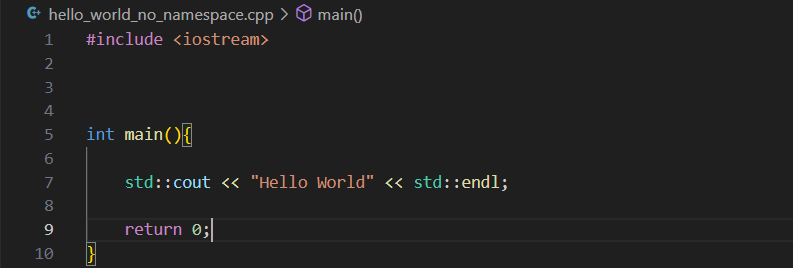 hello_world_no_namespace.cpp > main()
1 #include <iostream>
2
3
4
5 int main(){
6
7 std::cout << "Hello World" << std::endl;
8
9 return 0;
10 }